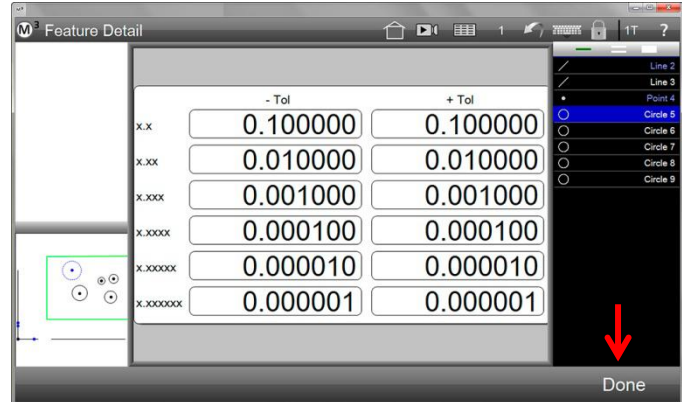 M³ Feature Detail 1 1T ?
- Tol + Tol
x.x 0.100000 0.100000
x.xx 0.010000 0.010000
x.xxx 0.001000 0.001000
x.xxxx 0.000100 0.000100
x.xxxxx 0.000010 0.000010
x.xxxxxx 0.000001 0.000001
Line 2
Line 3
Point 4
Circle 5
Circle 6
Circle 7
Circle 8
Circle 9
Done